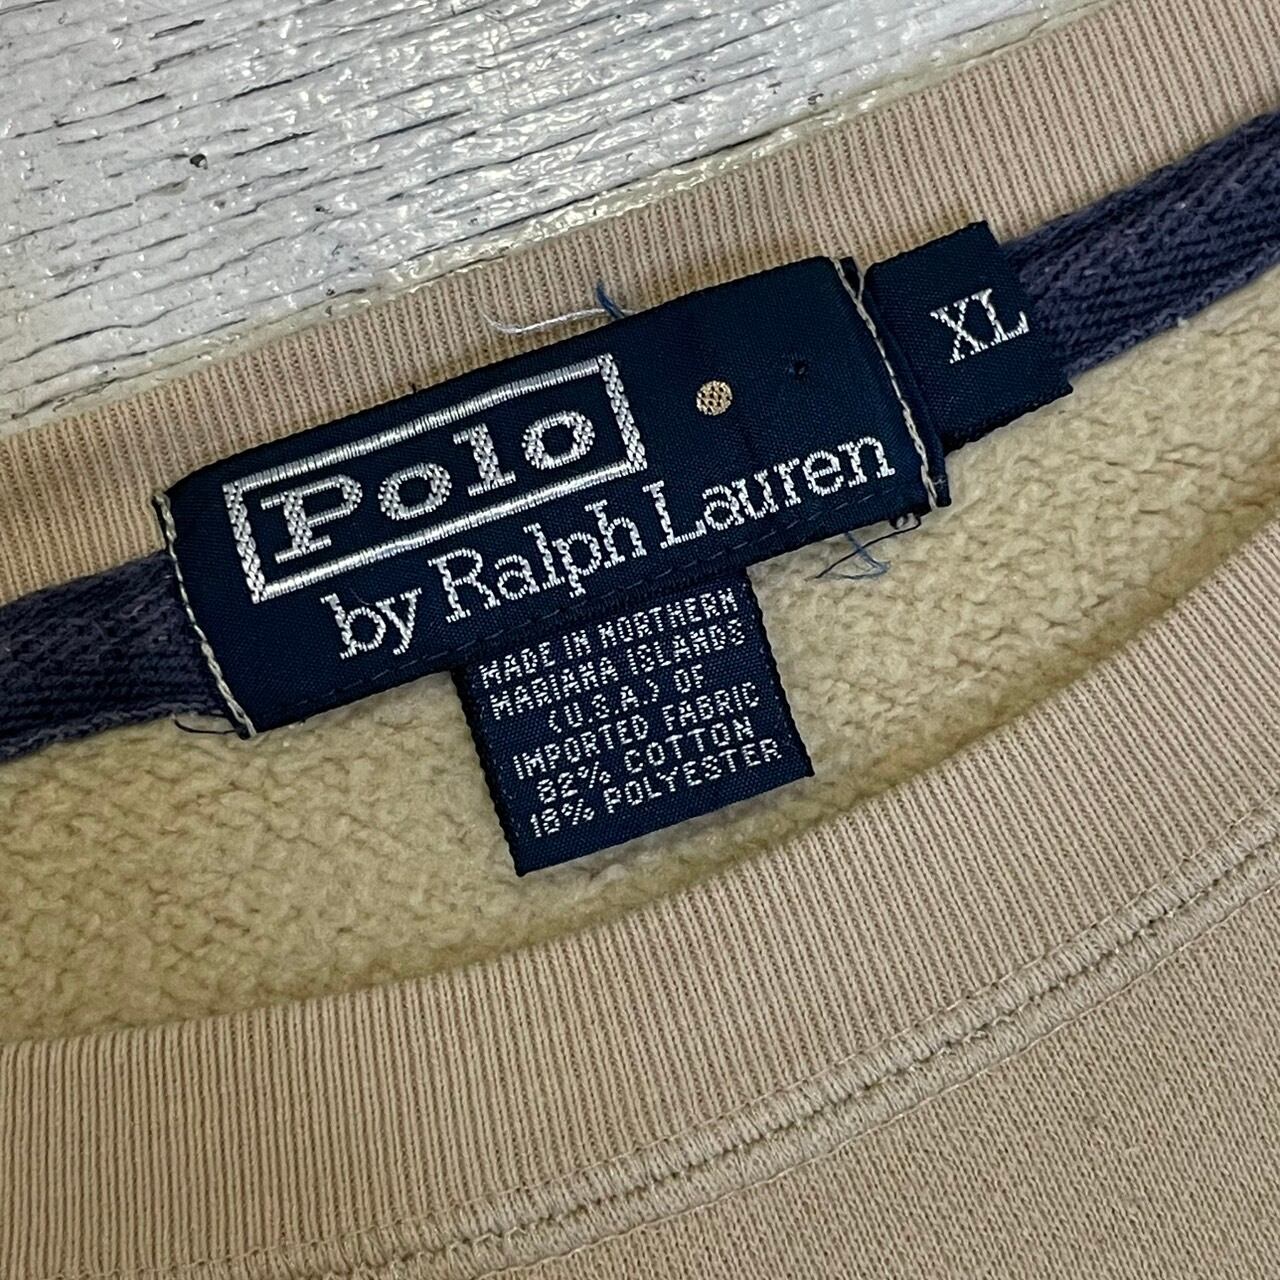 Polo
by Ralph Lauren
XL
MADE IN NORTHERN
MARIANA ISLANDS
(U.S.A.) OF
IMPORTED FABRIC
82% COTTON
18% POLYESTER